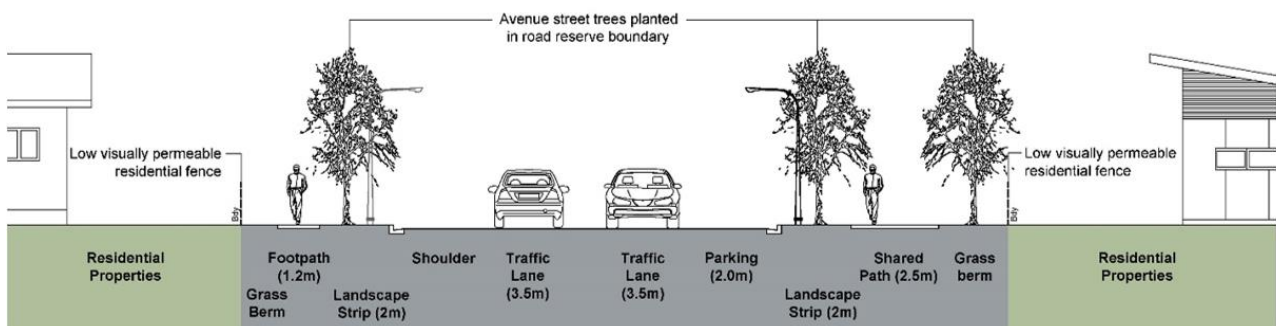 Avenue street trees planted
in road reserve boundary
Low visually permeable
residential fence
Low visually permeable
residential fence
Bdy
Bdy
Residential
Properties
Grass
Berm
Footpath
(1.2m)
Landscape
Strip (2m)
Shoulder
Traffic
Lane
(3.5m)
Traffic
Lane
(3.5m)
Parking
(2.0m)
Landscape
Strip (2m)
Shared
Path (2.5m)
Grass
berm
Residential
Properties